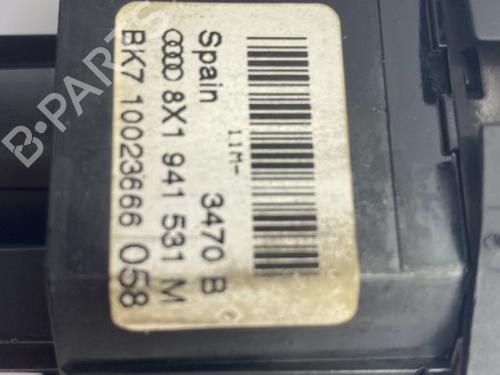 Spain 3470 B
8X1 941 531 M
BK7 10023666 058
11M-
B-PARTS